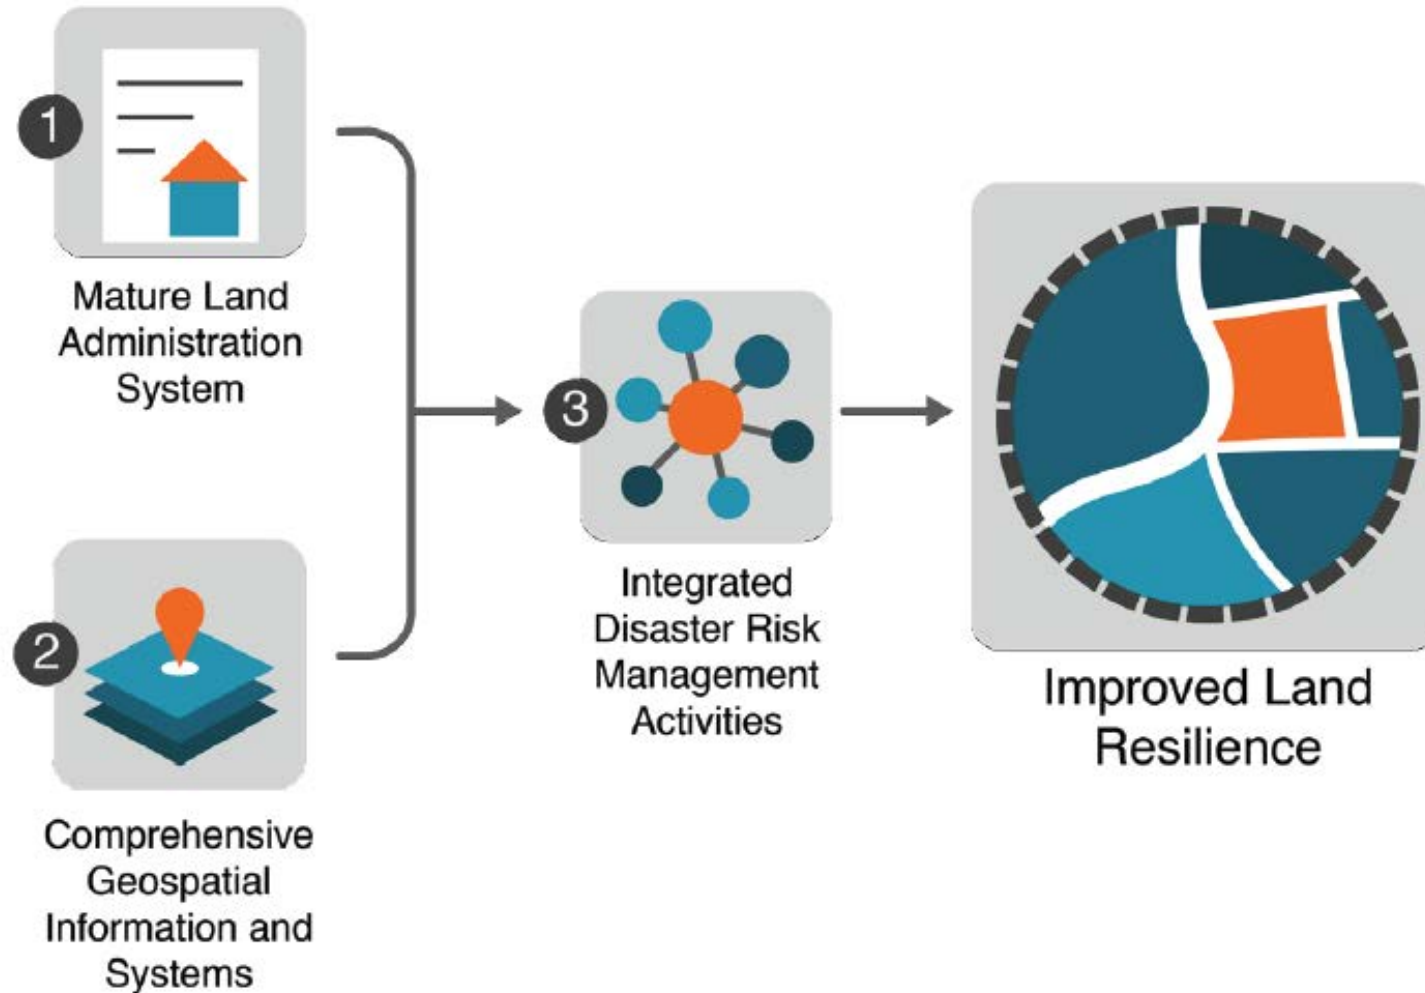 1
Mature Land
Administration
System
2
Comprehensive
Geospatial
Information and
Systems
3
Integrated
Disaster Risk
Management
Activities
Improved Land
Resilience